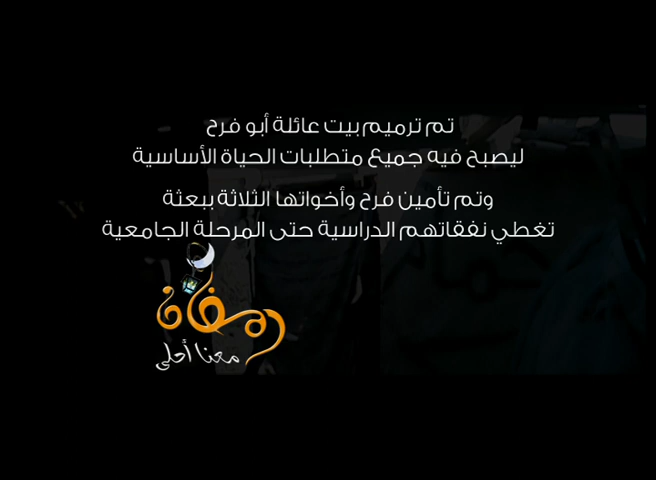 تم ترميم بيت عائلة أبو فرح
ليصبح فيه جميع متطلبات الحياة الأساسية
وتم تأمين فرح وأخواتها الثلاثة ببعثة
تغطي نفقاتهم الدراسية حتى المرحلة الجامعية
رمضان
معنا أحلى